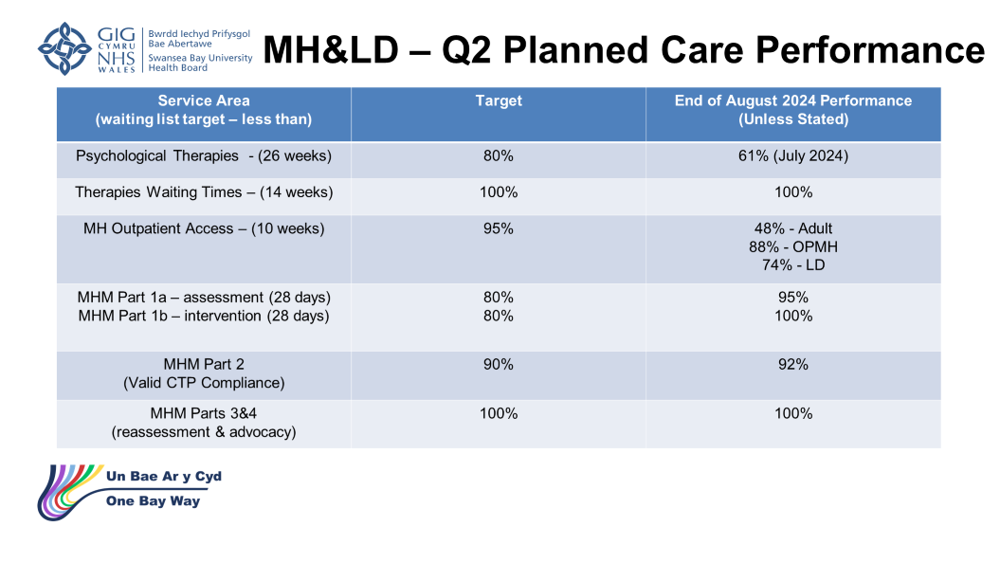 GIG
CYMRU
NHS
WALES
Bwrdd Iechyd Prifysgol
Bae Abertawe
Swansea Bay University
Health Board
MH&LD – Q2 Planned Care Performance
Service Area
(waiting list target – less than)
Target
End of August 2024 Performance
(Unless Stated)
Psychological Therapies - (26 weeks)
80%
61% (July 2024)
Therapies Waiting Times – (14 weeks)
100%
100%
MH Outpatient Access – (10 weeks)
95%
48% - Adult
88% - OPMH
74% - LD
MHM Part 1a – assessment (28 days)
MHM Part 1b – intervention (28 days)
80%
80%
95%
100%
MHM Part 2
(Valid CTP Compliance)
90%
92%
MHM Parts 3&4
(reassessment & advocacy)
100%
100%
Un Bae Ar y Cyd
One Bay Way